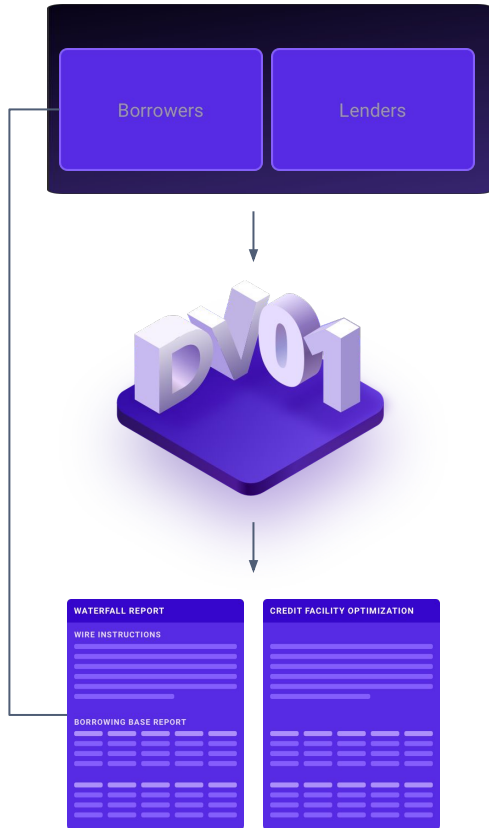 Borrowers
Lenders
DV01
WATERFALL REPORT
WIRE INSTRUCTIONS
BORROWING BASE REPORT
CREDIT FACILITY OPTIMIZATION